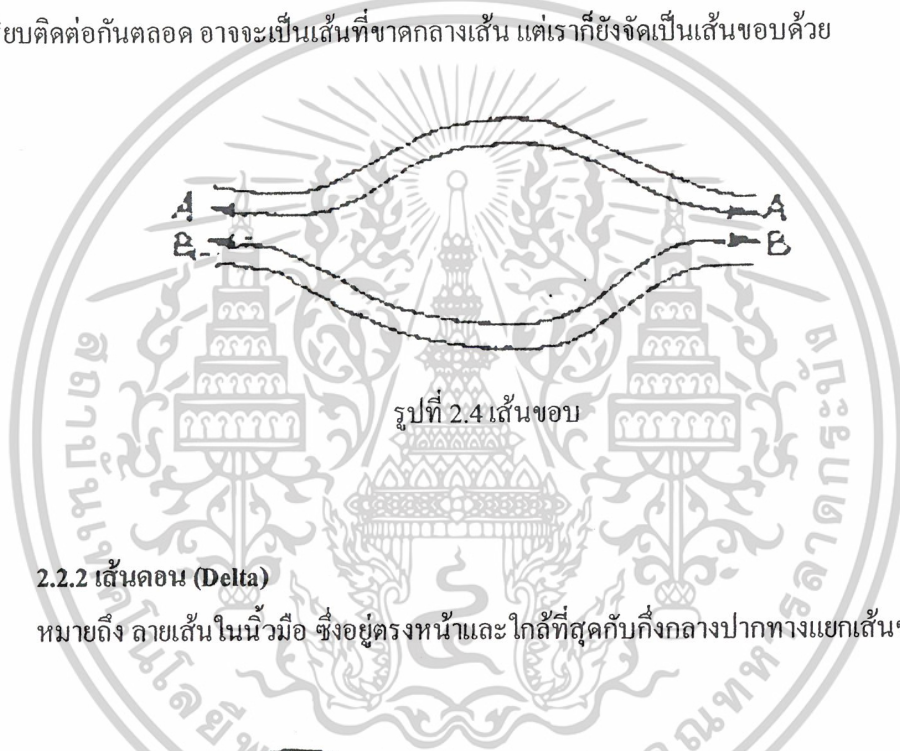 ยบติดต่อกันตลอด อาจจะเป็นเส้นที่ขาดกลางเส้น แต่เราก็ยังจัดเป็นเส้นขอบด้วย
A A
B B
รูปที่ 2.4 เส้นขอบ
2.2.2 เส้นดอน (Delta)
หมายถึง ลายเส้นในนิ้วมือ ซึ่งอยู่ตรงหน้าและใกล้ที่สุดกับกึ่งกลางปากทางแยกเส้น